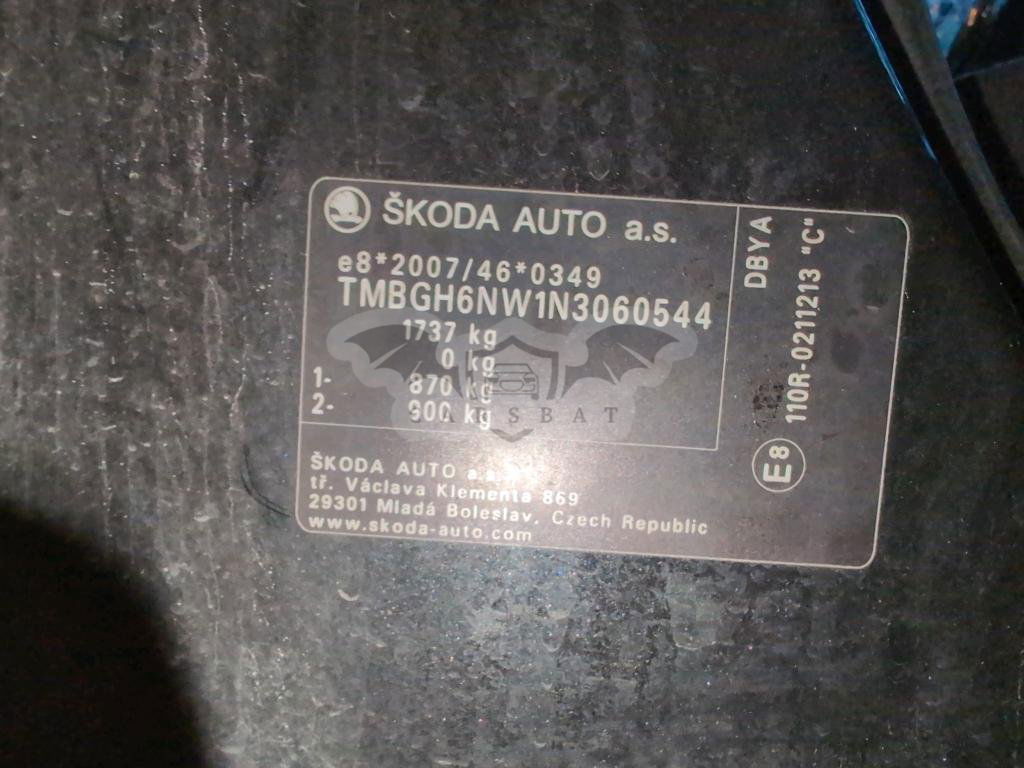 ŠKODA AUTO a.s.
e8*2007/46*0349
TMBGH6NW1N3060544
1737 kg
0 kg
1- 870 kg
2- 900 kg
ŠKODA AUTO a.s.
tř. Václava Klementa 869
29301 Mladá Boleslav, Czech Republic
www.skoda-auto.com
DBYA
110R-0211213 "C"
E8
CARSBAT